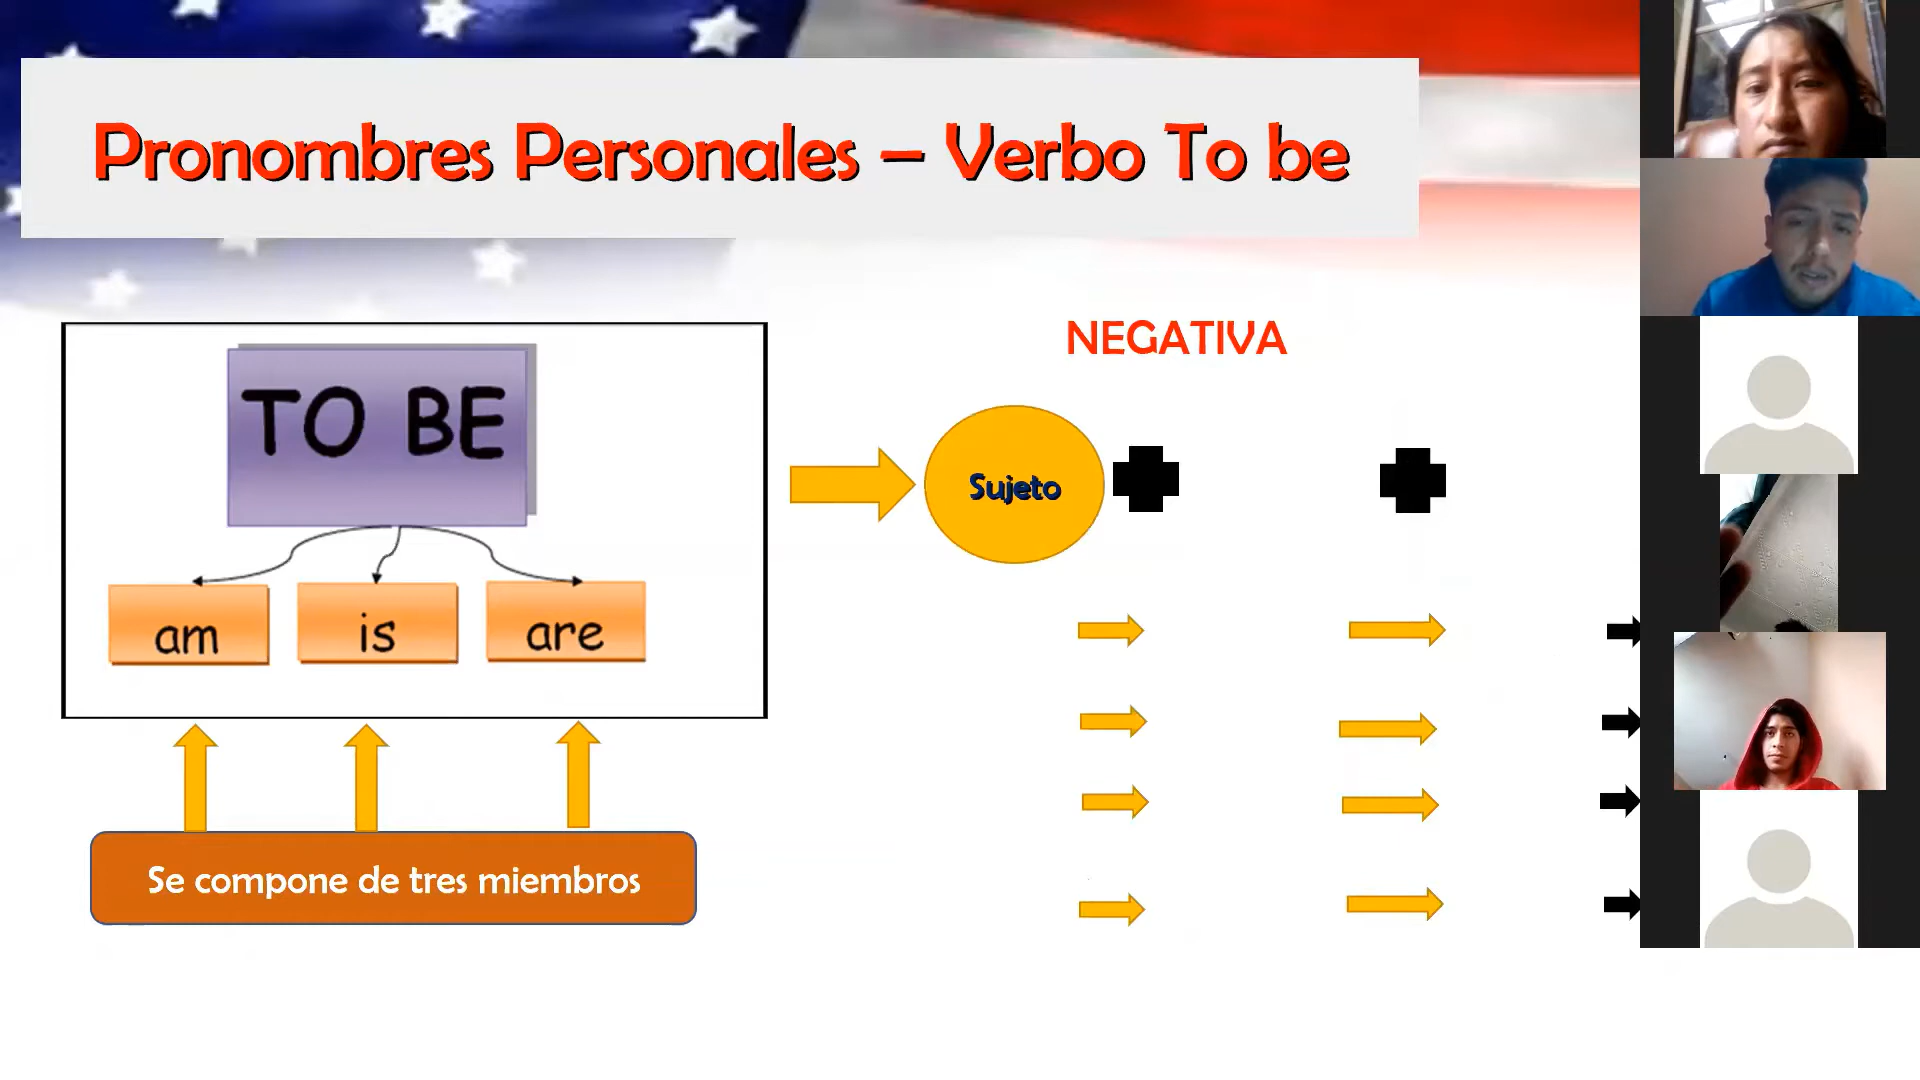 Pronombres Personales – Verbo To be
TO BE
am
is
are
Se compone de tres miembros
NEGATIVA
Sujeto